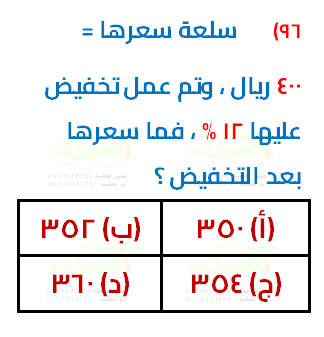 ٩٦) سلعة سعرها =
٤٠٠ ريال ، وتم عمل تخفيض
عليها ١٢ % ، فما سعرها
بعد التخفيض ؟
(أ) ٣٥٠ (ب) ٣٥٢
(ج) ٣٥٤ (د) ٣٦٠